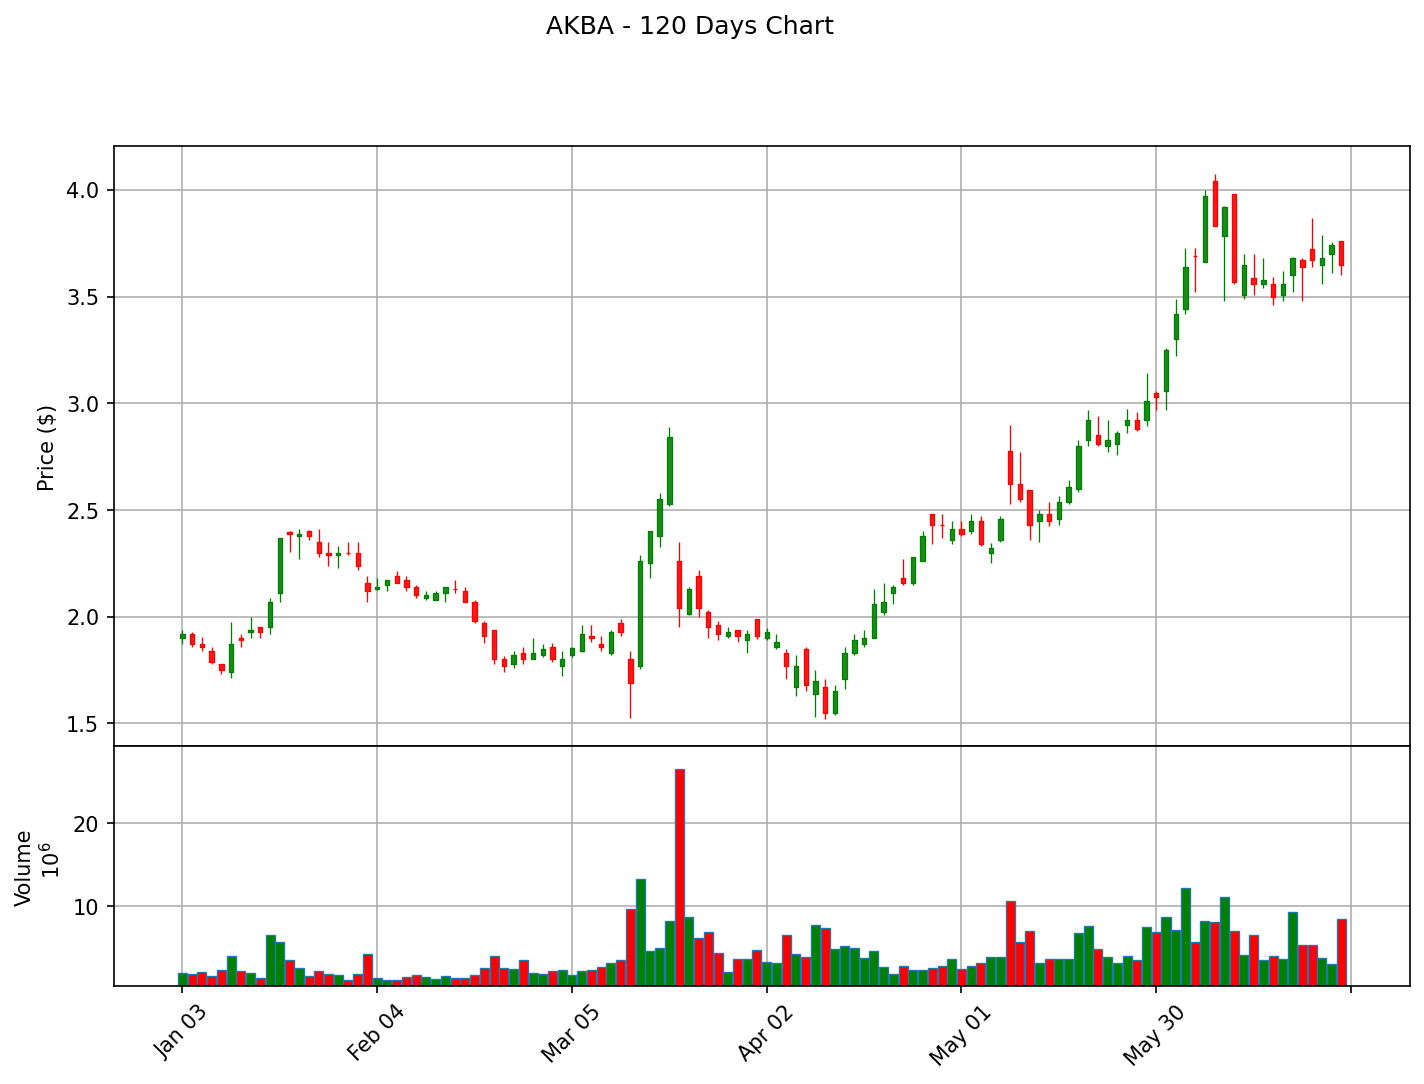 AKBA - 120 Days Chart
Price ($)
4.0
3.5
3.0
2.5
2.0
1.5
Volume
10⁶
20
10
Jan 03
Feb 04
Mar 05
Apr 02
May 01
May 30